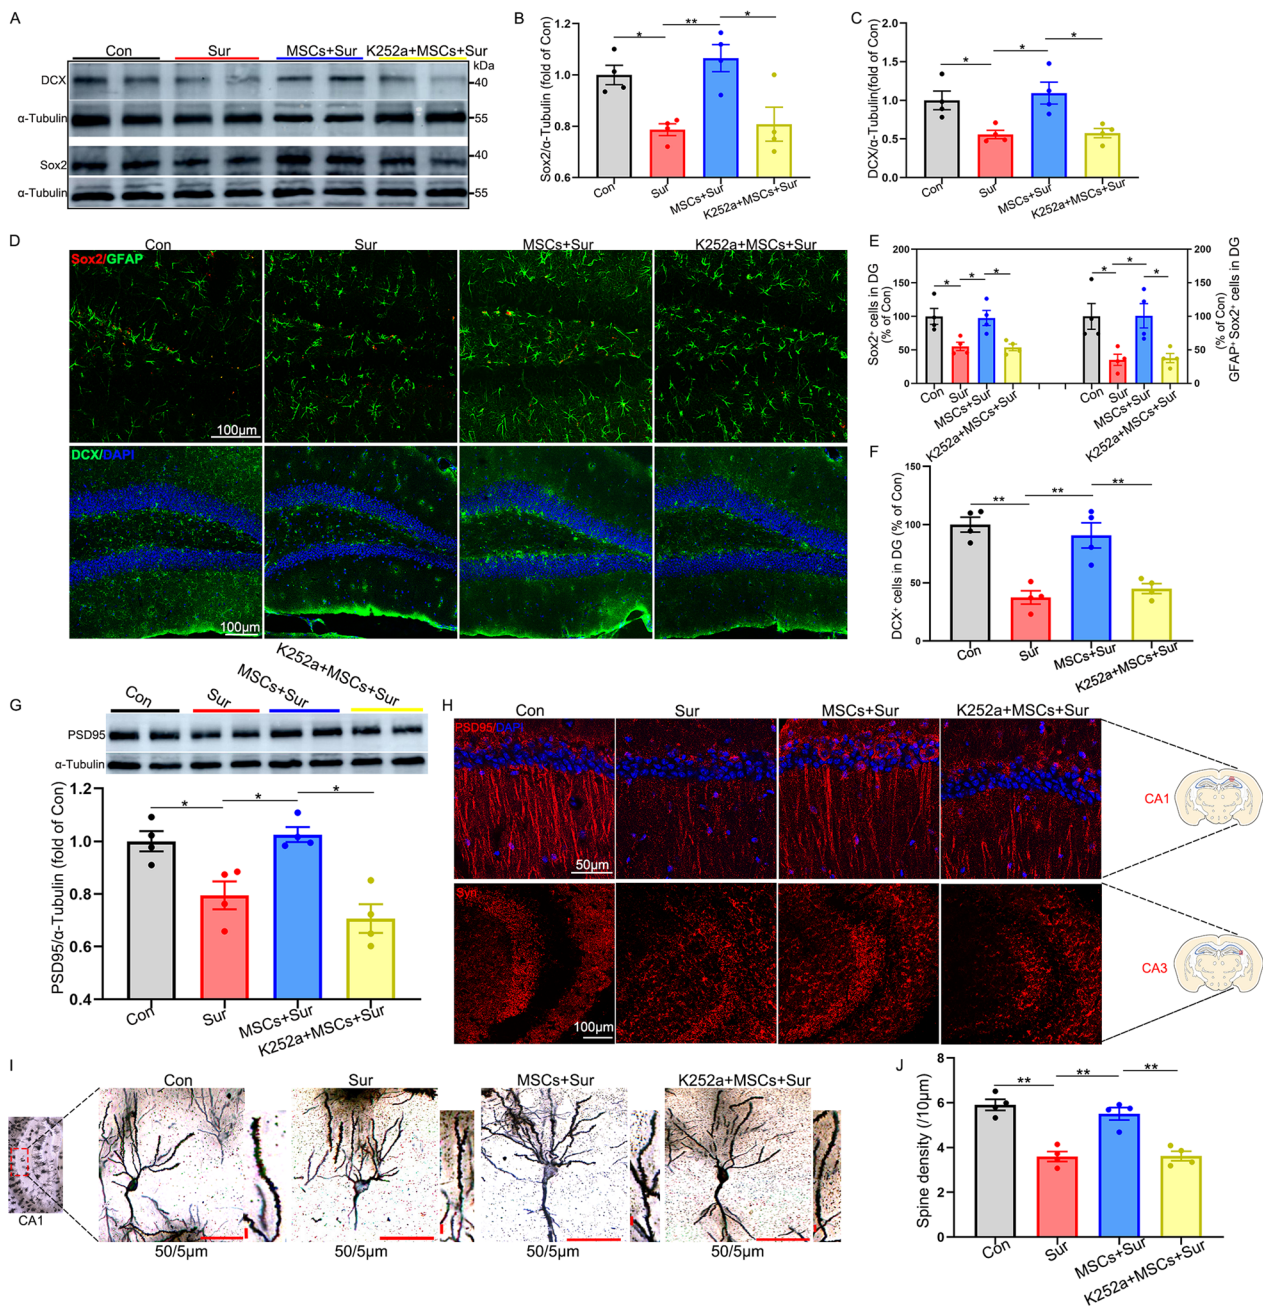 A
Con Sur MSCs+Sur K252a+MSCs+Sur
kDa
DCX
40
α-Tubulin
55
Sox2
40
α-Tubulin
55
B
Sox2/α-Tubulin (fold of Con)
1.2
1.0
0.8
0.6
* ** *
Con Sur MSCs+Sur K252a+MSCs+Sur
C
DCX/α-Tubulin(fold of Con)
2.0
1.5
1.0
0.5
0.0
* * *
Con Sur MSCs+Sur K252a+MSCs+Sur
D
Con Sur MSCs+Sur K252a+MSCs+Sur
Sox2/GFAP
100μm
DCX/DAPI
100μm
E
Sox2⁺ cells in DG
(% of Con)
200
150
100
50
0
* * *
* * *
200
150
100
50
0
(% of Con)
GFAP⁺ Sox2⁺ cells in DG
Con Sur MSCs+Sur K252a+MSCs+Sur
Con Sur MSCs+Sur K252a+MSCs+Sur
F
DCX⁺ cells in DG (% of Con)
150
100
50
0
** ** **
Con Sur MSCs+Sur K252a+MSCs+Sur
G
Con Sur MSCs+Sur K252a+MSCs+Sur
PSD95
α-Tubulin
PSD95/α-Tubulin (fold of Con)
1.2
1.0
0.8
0.6
0.4
* * *
Con Sur MSCs+Sur K252a+MSCs+Sur
H
Con Sur MSCs+Sur K252a+MSCs+Sur
PSD95/DAPI
50μm
CA1
Syn
100μm
CA3
I
Con Sur MSCs+Sur K252a+MSCs+Sur
CA1
50/5μm 50/5μm 50/5μm 50/5μm
J
Spine density (/10μm)
8
6
4
2
0
** ** **
Con Sur MSCs+Sur K252a+MSCs+Sur